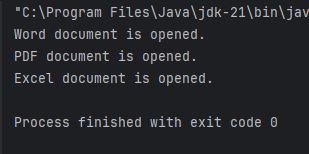 "C:\Program Files\Java\jdk-21\bin\jav
Word document is opened.
PDF document is opened.
Excel document is opened.
Process finished with exit code 0